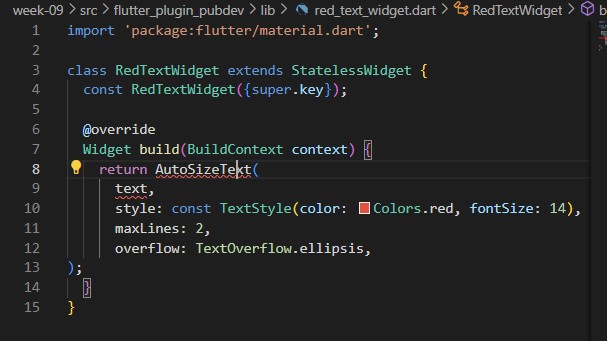 week-09 > src > flutter_plugin_pubdev > lib > red_text_widget.dart > RedTextWidget > b
1 import 'package:flutter/material.dart';
2
3 class RedTextWidget extends StatelessWidget {
4 const RedTextWidget({super.key});
5
6 @override
7 Widget build(BuildContext context) {
8 return AutoSizeText(
9 text,
10 style: const TextStyle(color: Colors.red, fontSize: 14),
11 maxLines: 2,
12 overflow: TextOverflow.ellipsis,
13 );
14 }
15 }